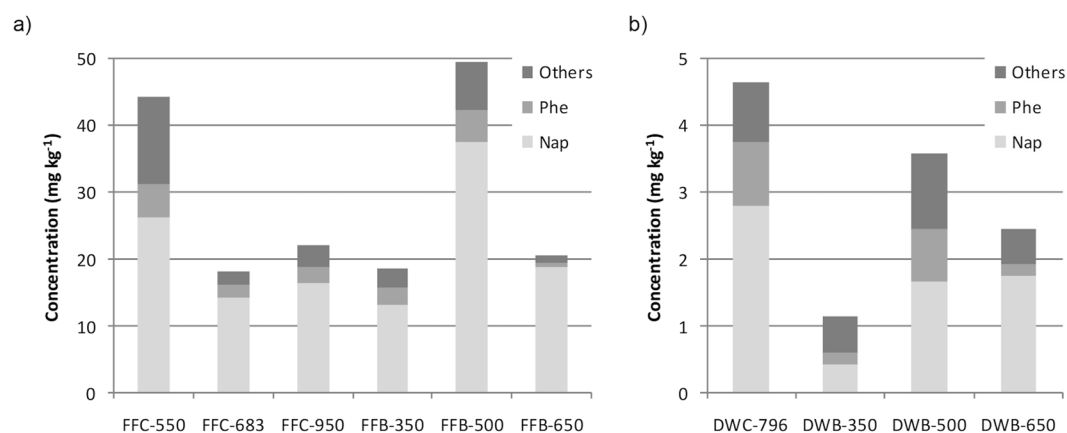 a)
Concentration (mg kg⁻¹)
50
40
30
20
10
0
Others
Phe
Nap
FFC-550 FFC-683 FFC-950 FFB-350 FFB-500 FFB-650
b)
Concentration (mg kg⁻¹)
5
4
3
2
1
0
Others
Phe
Nap
DWC-796 DWB-350 DWB-500 DWB-650